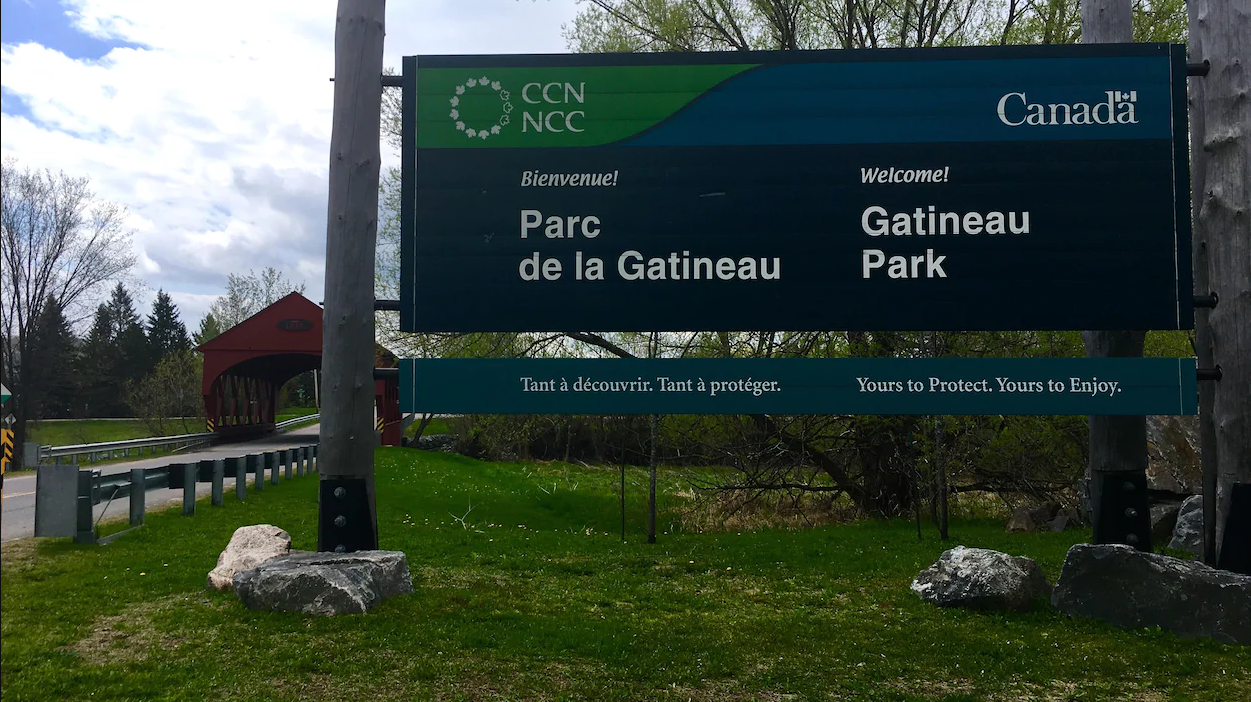 CCN
NCC
Canada
Bienvenue!
Parc
de la Gatineau
Welcome!
Gatineau
Park
Tant à découvrir. Tant à protéger.
Yours to Protect. Yours to Enjoy.